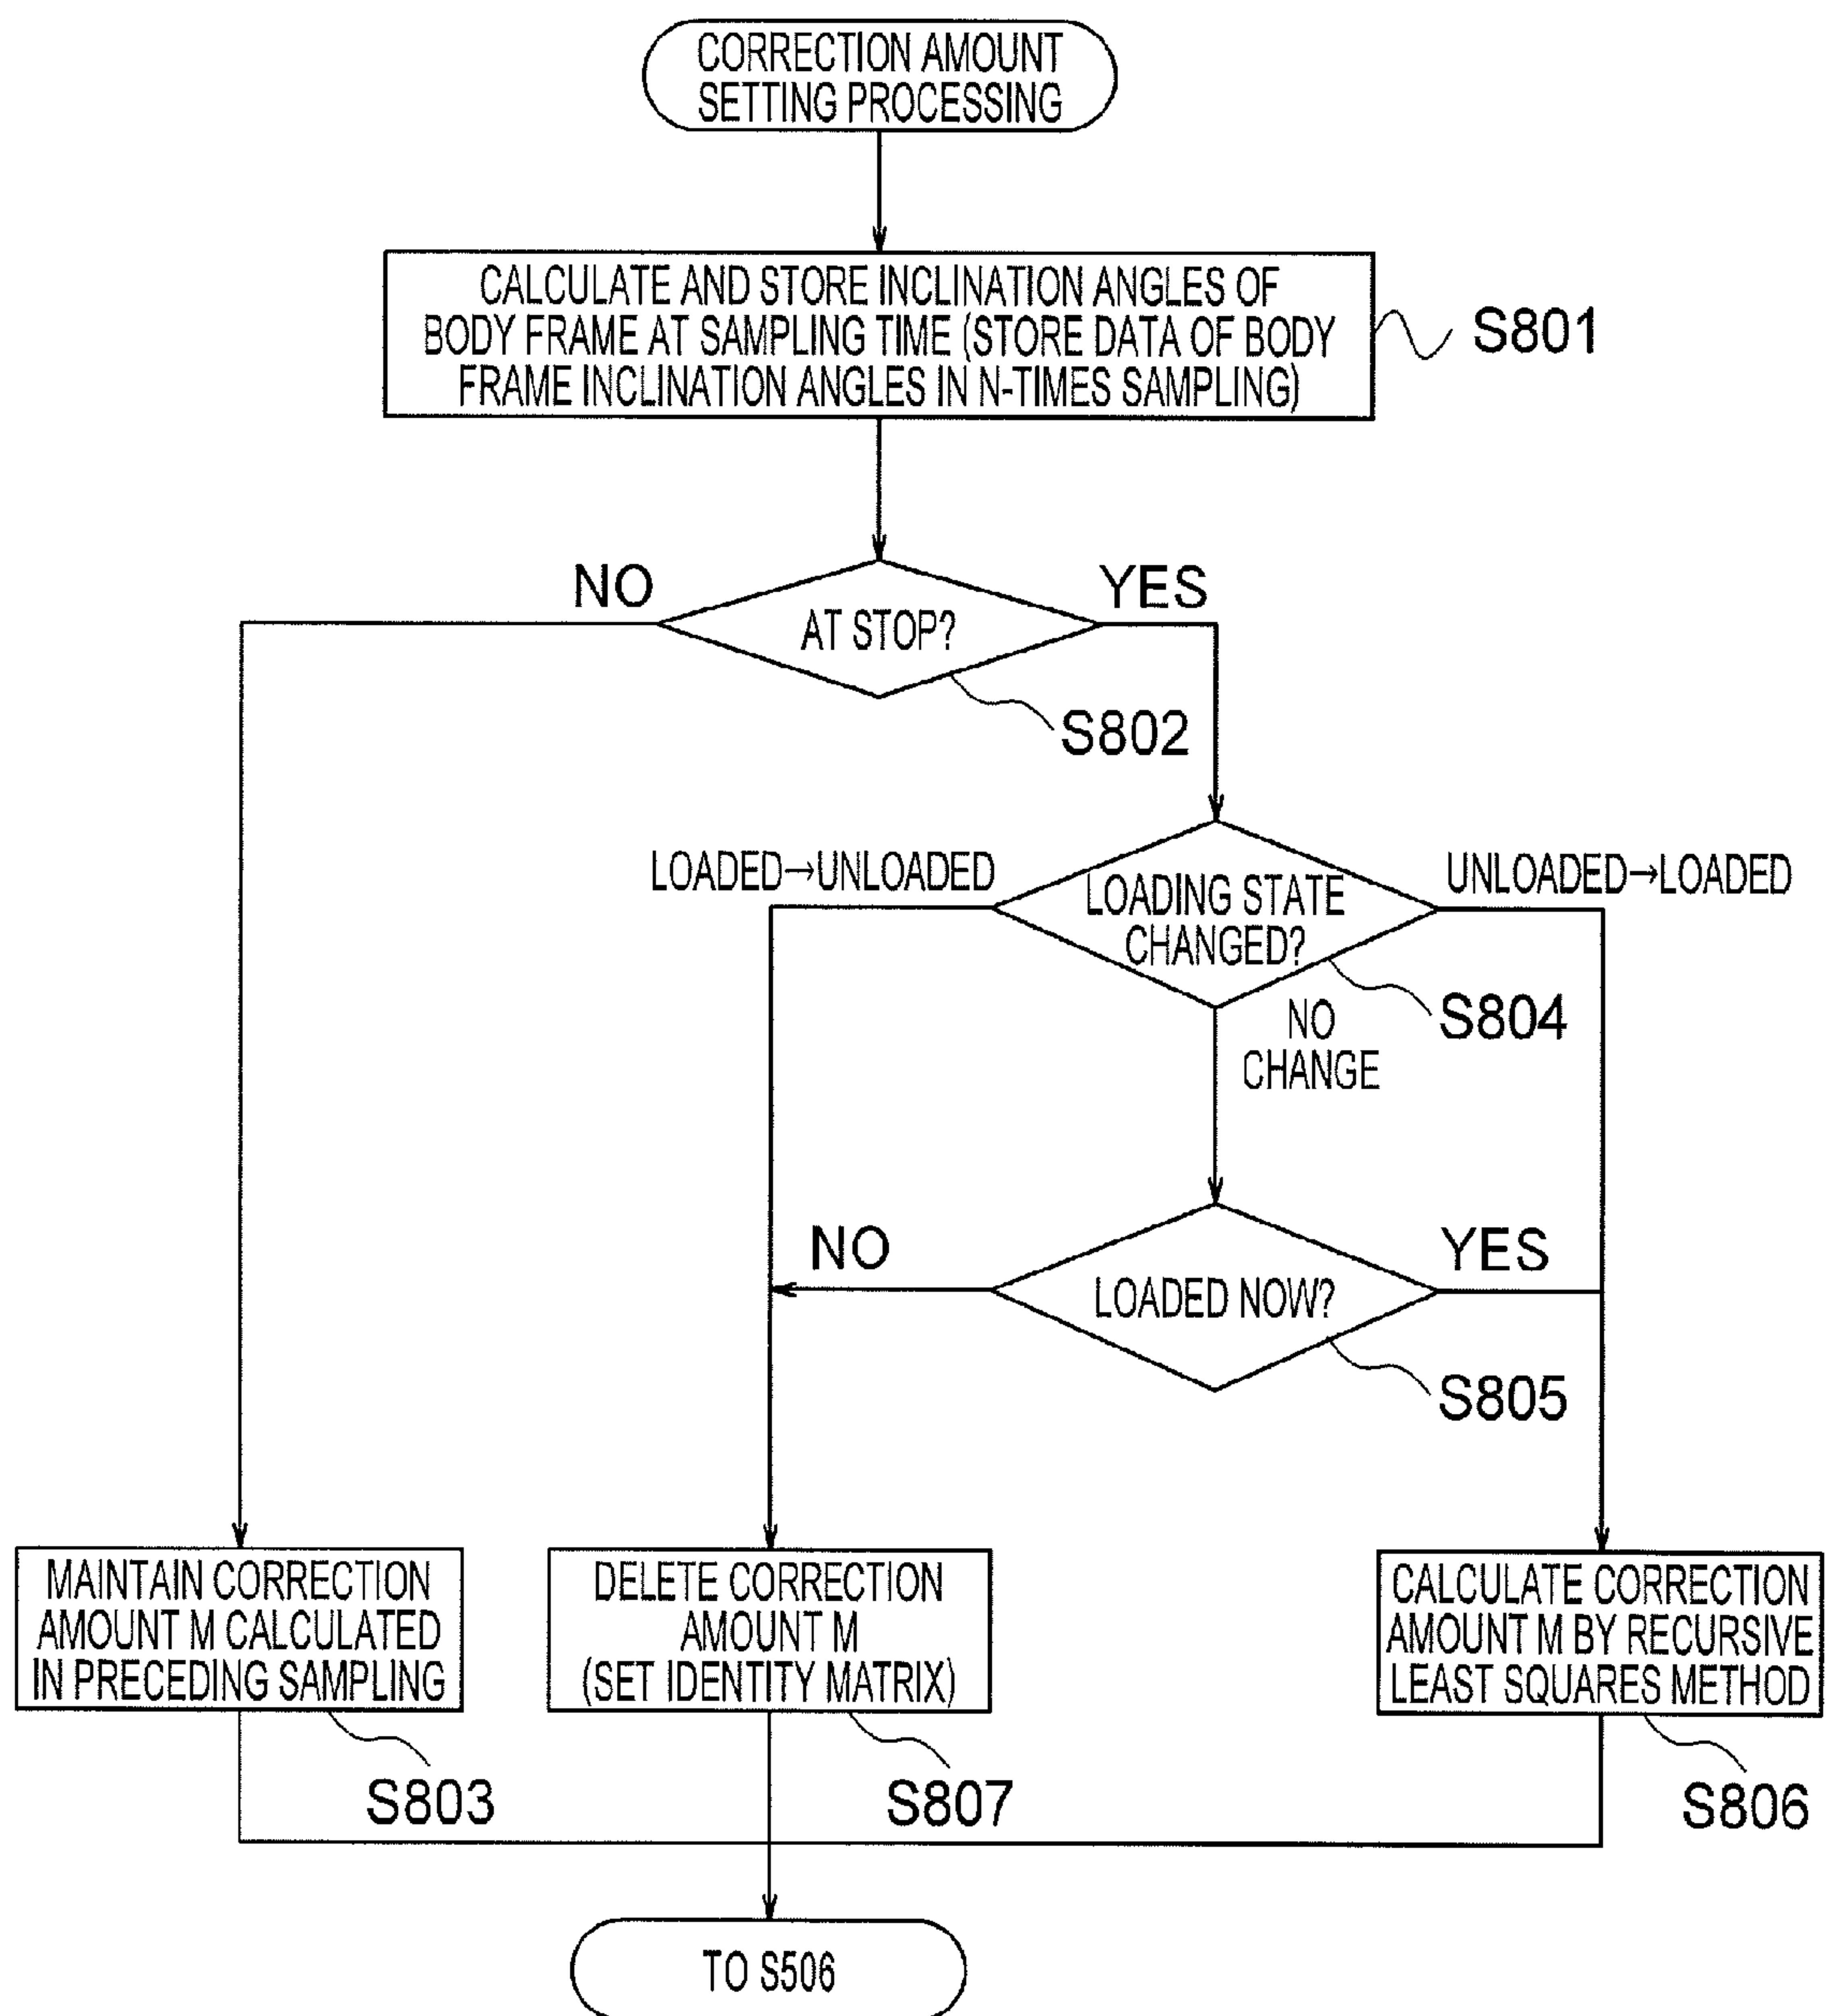 CORRECTION AMOUNT
SETTING PROCESSING
CALCULATE AND STORE INCLINATION ANGLES OF
BODY FRAME AT SAMPLING TIME (STORE DATA OF BODY
FRAME INCLINATION ANGLES IN N-TIMES SAMPLING)
S801
NO
YES
AT STOP?
S802
LOADED→UNLOADED
UNLOADED→LOADED
LOADING STATE
CHANGED?
S804
NO
CHANGE
NO
YES
LOADED NOW?
S805
MAINTAIN CORRECTION
AMOUNT M CALCULATED
IN PRECEDING SAMPLING
S803
DELETE CORRECTION
AMOUNT M
(SET IDENTITY MATRIX)
S807
CALCULATE CORRECTION
AMOUNT M BY RECURSIVE
LEAST SQUARES METHOD
S806
TO S506